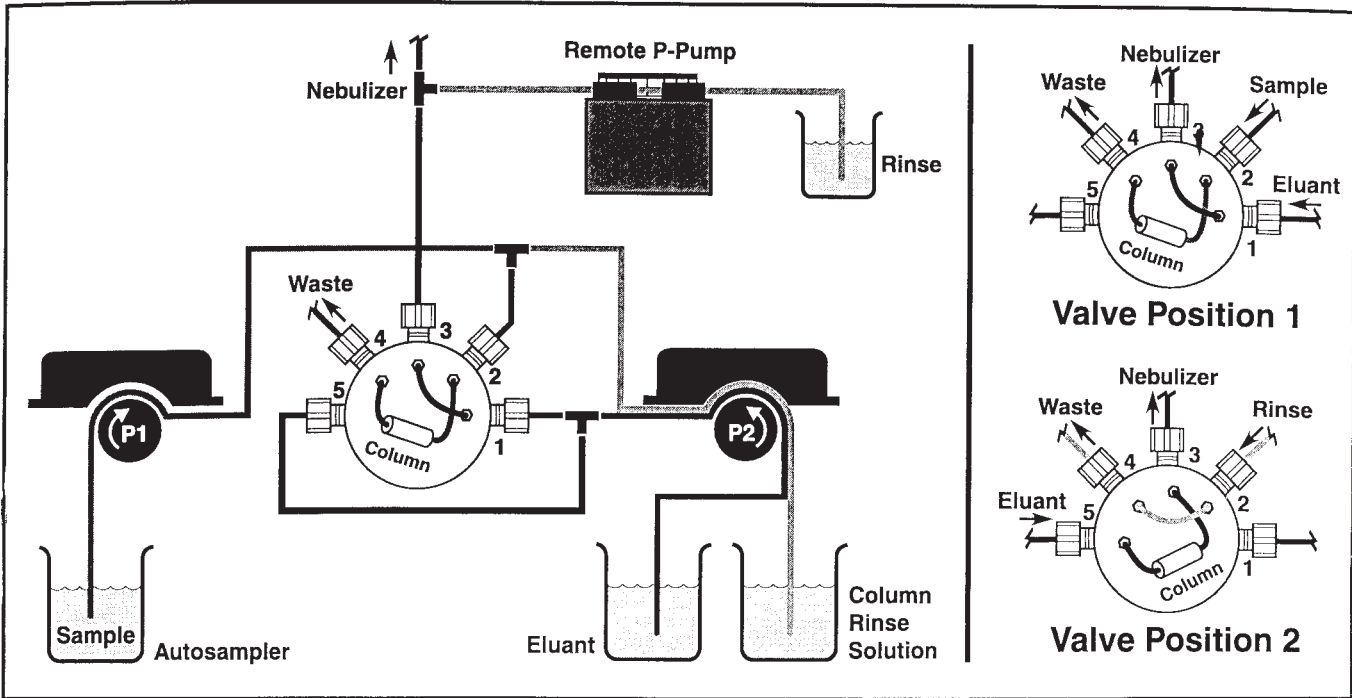 Remote P-Pump
Nebulizer
Rinse
Waste
4
3
2
5
1
Column
P1
P2
Sample
Autosampler
Eluant
Column
Rinse
Solution
Nebulizer
Waste
Sample
4
3
2
5
Eluant
1
Column
Valve Position 1
Nebulizer
Waste
Rinse
4
3
2
Eluant
5
1
Column
Valve Position 2